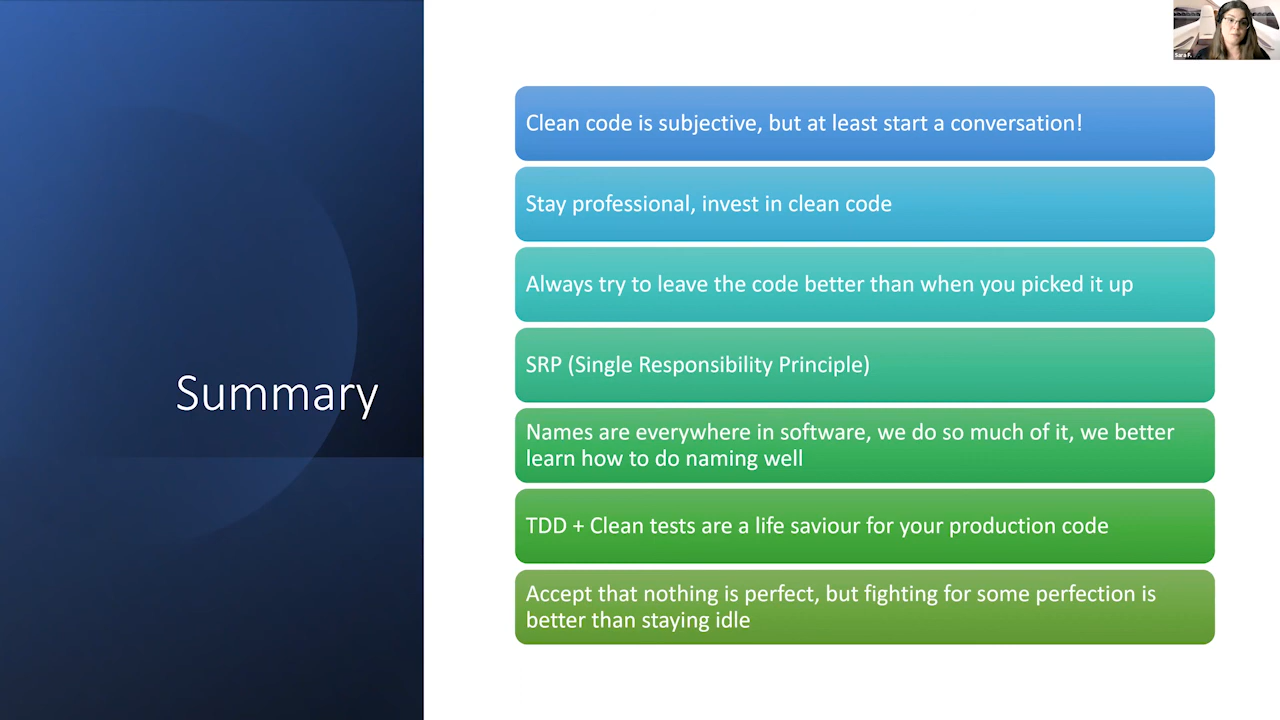 Sara F.
Clean code is subjective, but at least start a conversation!
Stay professional, invest in clean code
Always try to leave the code better than when you picked it up
SRP (Single Responsibility Principle)
Summary
Names are everywhere in software, we do so much of it, we better
learn how to do naming well
TDD + Clean tests are a life saviour for your production code
Accept that nothing is perfect, but fighting for some perfection is
better than staying idle